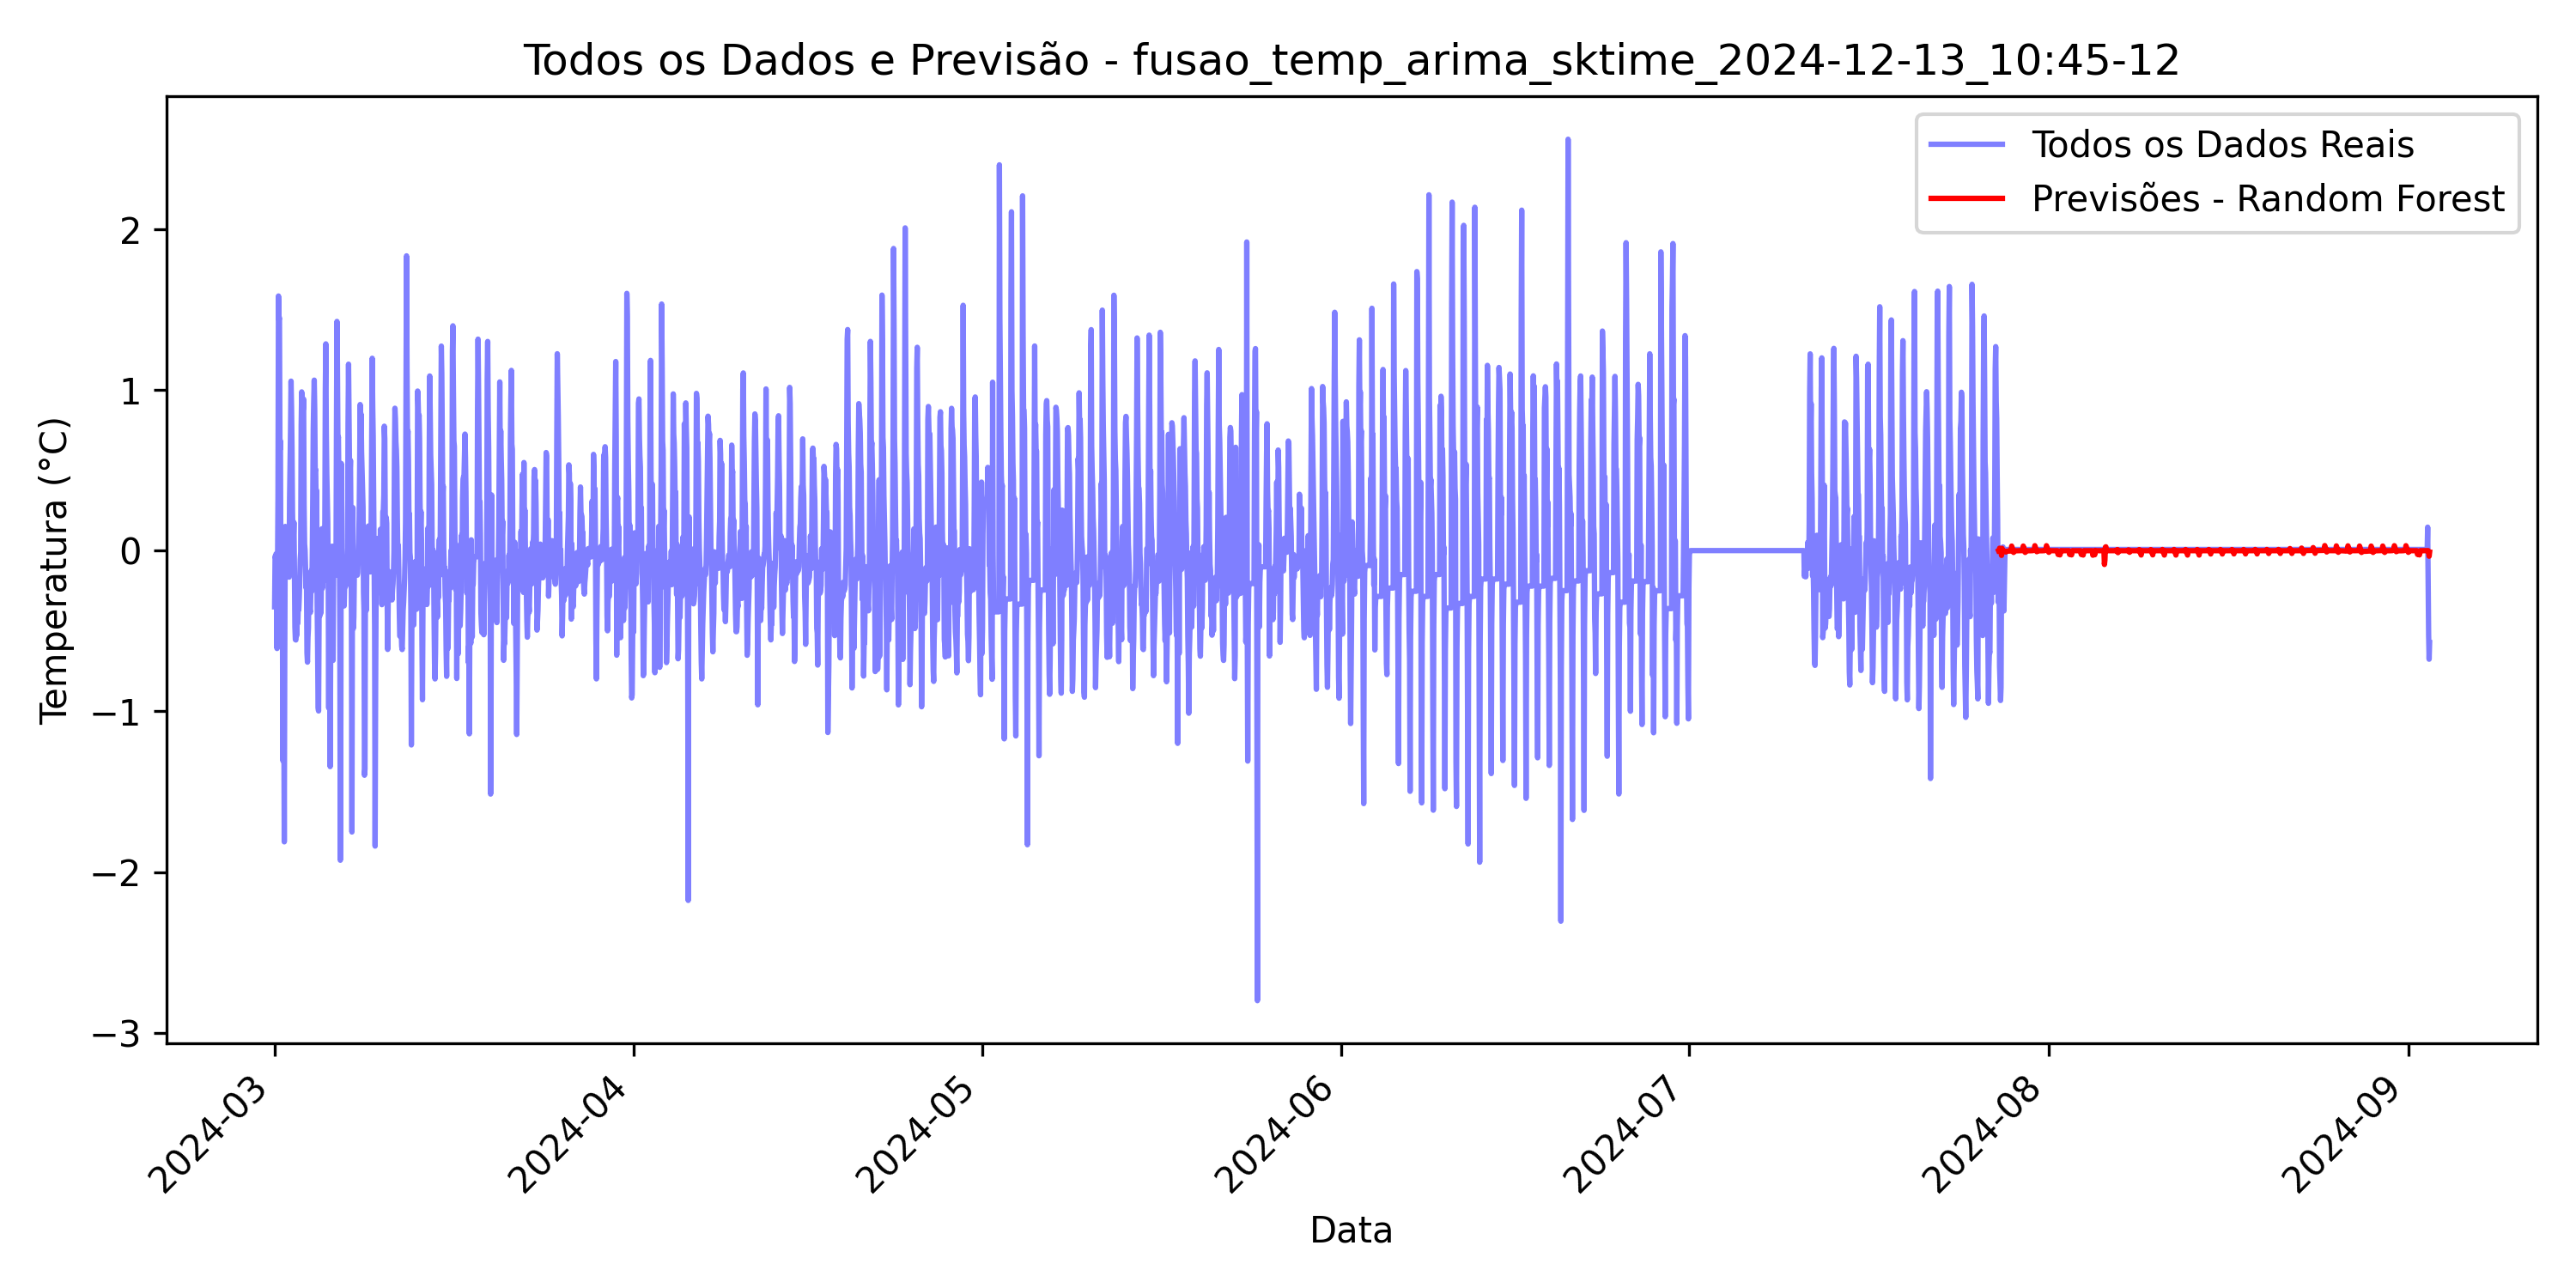 Todos os Dados e Previsão - fusao_temp_arima_sktime_2024-12-13_10:45-12
Todos os Dados Reais
Previsões - Random Forest
Temperatura (°C)
2
1
0
−1
−2
−3
2024-03
2024-04
2024-05
2024-06
2024-07
2024-08
2024-09
Data